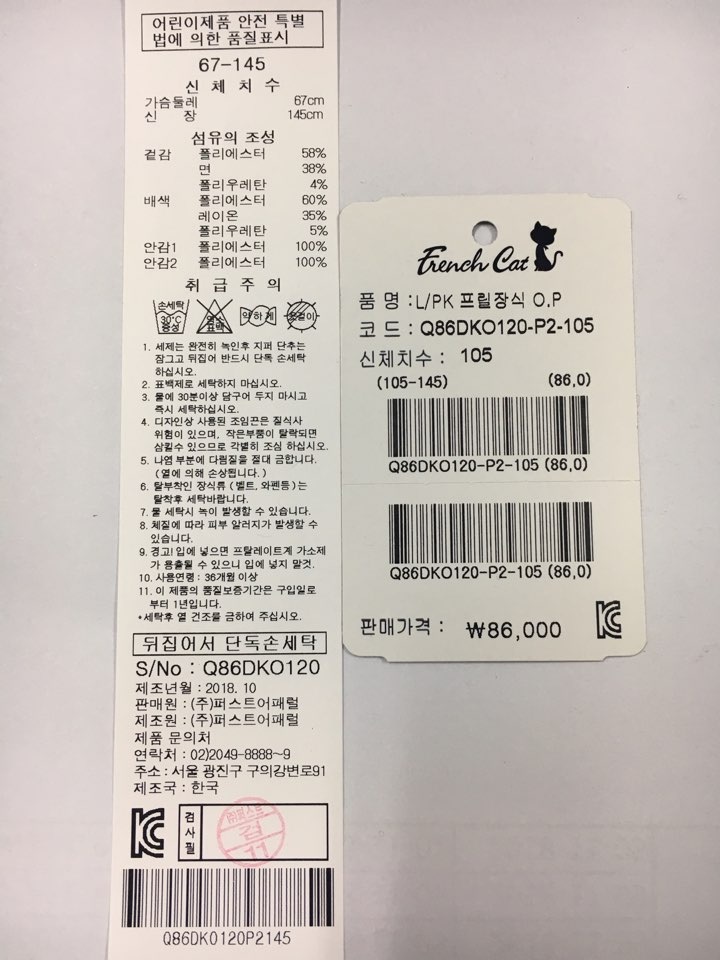 어린이제품 안전 특별
법에 의한 품질표시
67-145
신 체 치 수
가슴둘레 67cm
신 장 145cm
섬유의 조성
겉감 폴리에스터 58%
면 38%
폴리우레탄 4%
배색 폴리에스터 60%
레이온 35%
폴리우레탄 5%
안감1 폴리에스터 100%
안감2 폴리에스터 100%
취 급 주 의
손세탁
30°C
중성
염소
표백
약하게
옷걸이
1. 세제는 완전히 녹인후 지퍼 단추는
잠그고 뒤집어 반드시 단독 손세탁
하십시오.
2. 표백제로 세탁하지 마십시오.
3. 물에 30분이상 담구어 두지 마시고
즉시 세탁하십시오.
4. 디자인상 사용된 조임끈은 질식사
위험이 있으며, 작은부품이 탈락되면
삼킬수 있으므로 각별히 조심 하십시오.
5. 나염 부분에 다림질을 절대 금합니다.
(열에 의해 손상됩니다.)
6. 탈부착인 장식류 (벨트, 와펜등)는
탈착후 세탁바랍니다.
7. 물 세탁시 녹이 발생할 수 있습니다.
8. 체질에 따라 피부 알러지가 발생할 수
있습니다.
9. 경고! 입에 넣으면 프탈레이트계 가소제
가 용출될 수 있으니 입에 넣지 말것.
10. 사용연령 : 36개월 이상
11. 이 제품의 품질보증기간은 구입일로
부터 1년입니다.
*세탁후 열 건조를 금하여 주십시오.
뒤집어서 단독손세탁
S/No : Q86DKO120
제조년월 : 2018. 10
판매원 : (주)퍼스트어패럴
제조원 : (주)퍼스트어패럴
제품 문의처
연락처 : 02)2049-8888~9
주소 : 서울 광진구 구의강변로91
제조국 : 한국
검사필
검
11
Q86DKO120P2145
French Cat
품 명 : L/PK 프릴장식 O.P
코 드 : Q86DKO120-P2-105
신체치수 : 105
(105-145) (86,0)
Q86DKO120-P2-105 (86,0)
Q86DKO120-P2-105 (86,0)
판매가격 : ₩86,000